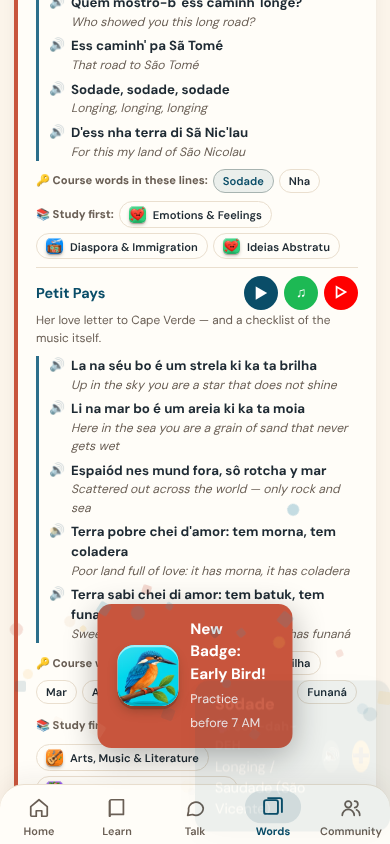 Quem mostro-b' ess caminh' longe?
Who showed you this long road?
Ess caminh' pa Sã Tomé
That road to São Tomé
Sodade, sodade, sodade
Longing, longing, longing
D'ess nha terra di Sã Nic'lau
For this my land of São Nicolau
Course words in these lines: Sodade Nha
Study first: Emotions & Feelings
Diaspora & Immigration Ideias Abstratu
Petit Pays
Her love letter to Cape Verde — and a checklist of the
music itself.
La na séu bo é um strela ki ka ta brilha
Up in the sky you are a star that does not shine
Li na mar bo é um areia ki ka ta moia
Here in the sea you are a grain of sand that never
gets wet
Espaiód nes mund fora, sô rotcha y mar
Scattered out across the world — only rock and
sea
Terra pobre chei d'amor: tem morna, tem
coladera
Poor land full of love: it has morna, it has coladera
Terra sabi chei di amor: tem batuk, tem
funa
Swee
has funaná
New
Badge:
Early Bird!
Practice
before 7 AM
Course w
Mar
Funaná
Sodade
Longing /
Study fir
Arts, Music & Literature
Home Learn Talk Words Community